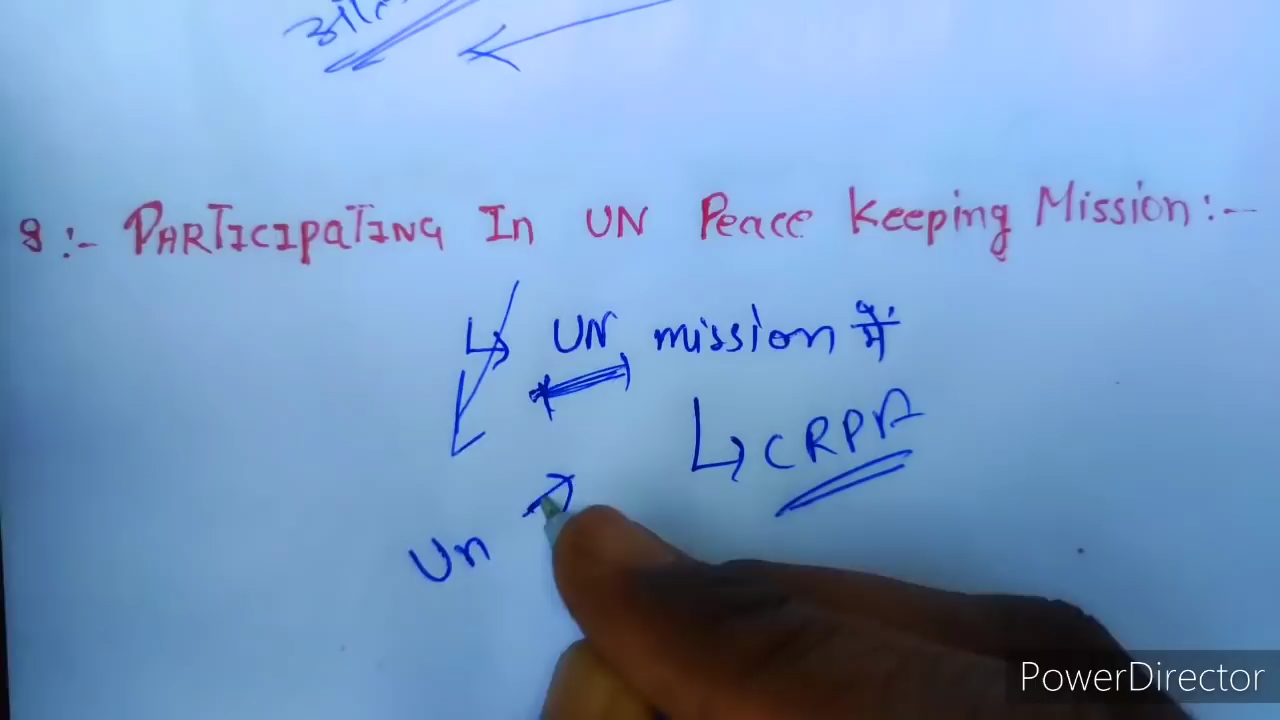 8:- PARTICIPATING In UN Peace Keeping Mission:-
↳ UN mission में
↳ CRPF
Un
PowerDirector